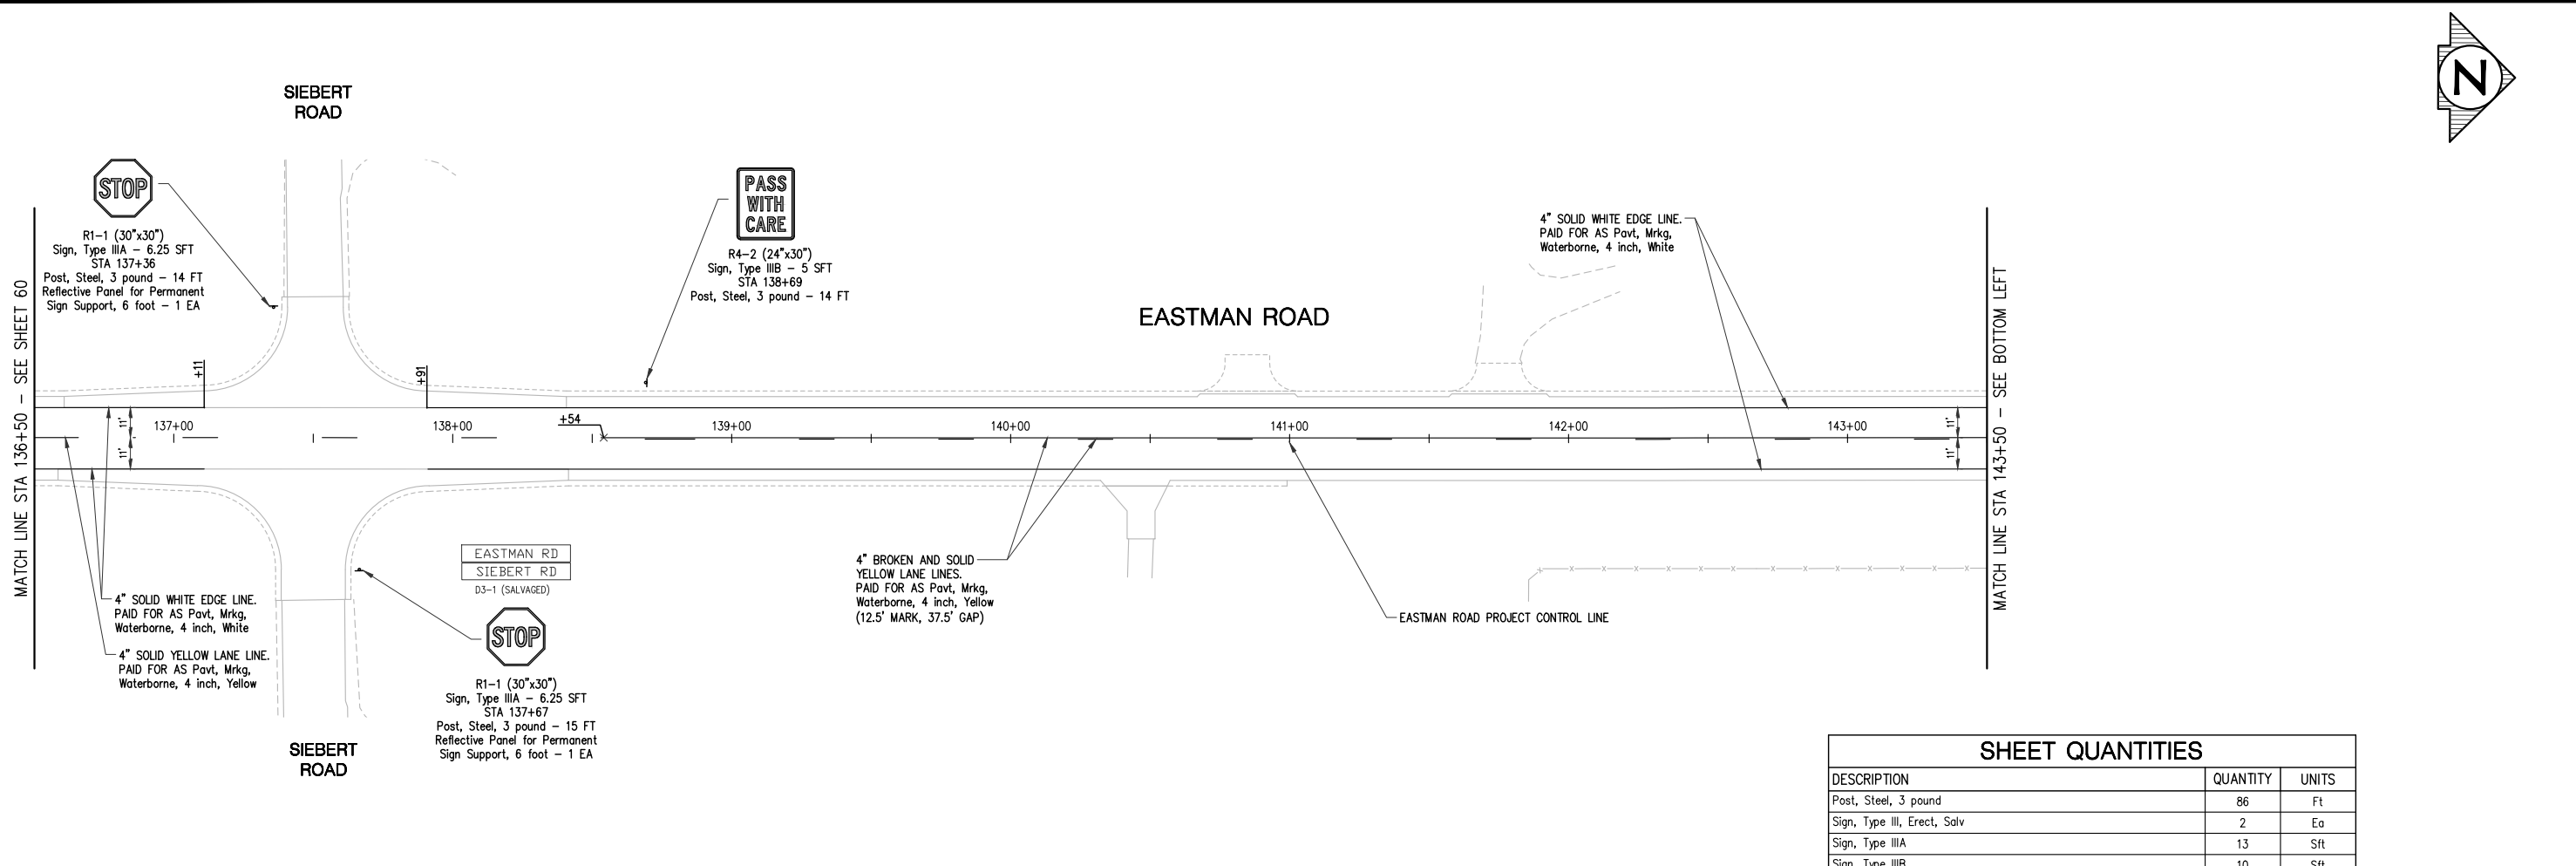 N
SIEBERT
ROAD
STOP
R1-1 (30"x30")
Sign, Type IIIA - 6.25 SFT
STA 137+36
Post, Steel, 3 pound - 14 FT
Reflective Panel for Permanent
Sign Support, 6 foot - 1 EA
PASS
WITH
CARE
R4-2 (24"x30")
Sign, Type IIIB - 5 SFT
STA 138+69
Post, Steel, 3 pound - 14 FT
4" SOLID WHITE EDGE LINE.
PAID FOR AS Pavt, Mrkg,
Waterborne, 4 inch, White
EASTMAN ROAD
MATCH LINE STA 136+50 - SEE SHEET 60
MATCH LINE STA 143+50 - SEE BOTTOM LEFT
+11
+91
+54
11'
11'
137+00
138+00
139+00
140+00
141+00
142+00
143+00
11'
11'
EASTMAN RD
SIEBERT RD
D3-1 (SALVAGED)
STOP
R1-1 (30"x30")
Sign, Type IIIA - 6.25 SFT
STA 137+67
Post, Steel, 3 pound - 15 FT
Reflective Panel for Permanent
Sign Support, 6 foot - 1 EA
4" SOLID WHITE EDGE LINE.
PAID FOR AS Pavt, Mrkg,
Waterborne, 4 inch, White
4" SOLID YELLOW LANE LINE.
PAID FOR AS Pavt, Mrkg,
Waterborne, 4 inch, Yellow
4" BROKEN AND SOLID
YELLOW LANE LINES.
PAID FOR AS Pavt, Mrkg,
Waterborne, 4 inch, Yellow
(12.5' MARK, 37.5' GAP)
EASTMAN ROAD PROJECT CONTROL LINE
SIEBERT
ROAD
SHEET QUANTITIES
DESCRIPTION QUANTITY UNITS
Post, Steel, 3 pound 86 Ft
Sign, Type III, Erect, Salv 2 Ea
Sign, Type IIIA 13 Sft
Sign, Type IIIB 10 Sft